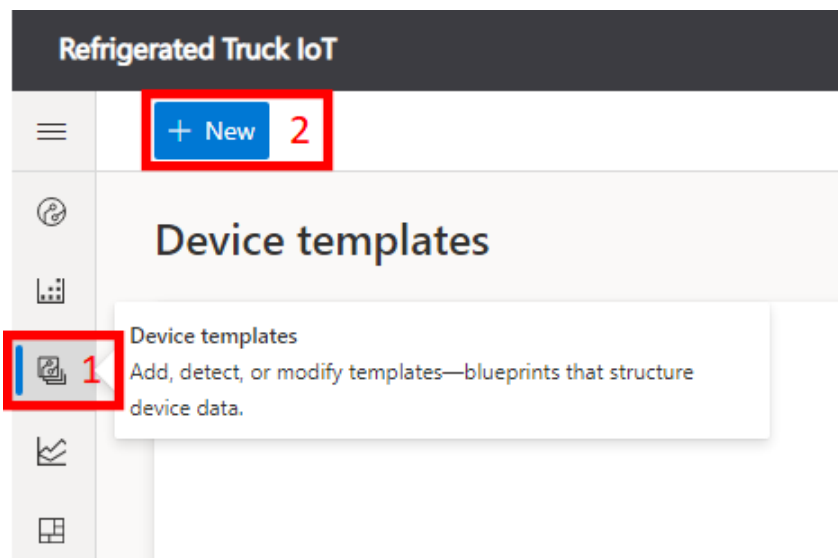 Refrigerated Truck IoT
+ New 2
Device templates
Device templates
1 Add, detect, or modify templates—blueprints that structure
device data.